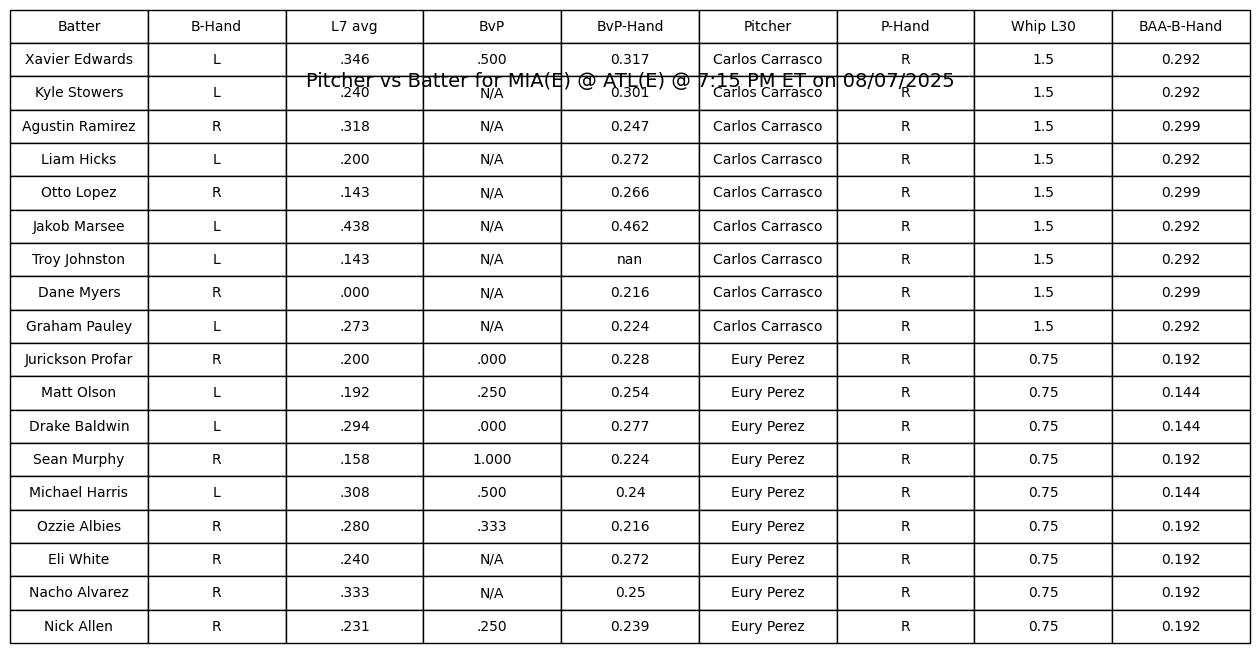 Batter B-Hand L7 avg BvP BvP-Hand Pitcher P-Hand Whip L30 BAA-B-Hand
Xavier Edwards L .346 .500 0.317 Carlos Carrasco R 1.5 0.292
Pitcher vs Batter for MIA(E) @ ATL(E) @ 7:15 PM ET on 08/07/2025
Kyle Stowers L .240 N/A 0.301 Carlos Carrasco R 1.5 0.292
Agustin Ramirez R .318 N/A 0.247 Carlos Carrasco R 1.5 0.299
Liam Hicks L .200 N/A 0.272 Carlos Carrasco R 1.5 0.292
Otto Lopez R .143 N/A 0.266 Carlos Carrasco R 1.5 0.299
Jakob Marsee L .438 N/A 0.462 Carlos Carrasco R 1.5 0.292
Troy Johnston L .143 N/A nan Carlos Carrasco R 1.5 0.292
Dane Myers R .000 N/A 0.216 Carlos Carrasco R 1.5 0.299
Graham Pauley L .273 N/A 0.224 Carlos Carrasco R 1.5 0.292
Jurickson Profar R .200 .000 0.228 Eury Perez R 0.75 0.192
Matt Olson L .192 .250 0.254 Eury Perez R 0.75 0.144
Drake Baldwin L .294 .000 0.277 Eury Perez R 0.75 0.144
Sean Murphy R .158 1.000 0.224 Eury Perez R 0.75 0.192
Michael Harris L .308 .500 0.24 Eury Perez R 0.75 0.144
Ozzie Albies R .280 .333 0.216 Eury Perez R 0.75 0.192
Eli White R .240 N/A 0.272 Eury Perez R 0.75 0.192
Nacho Alvarez R .333 N/A 0.25 Eury Perez R 0.75 0.192
Nick Allen R .231 .250 0.239 Eury Perez R 0.75 0.192